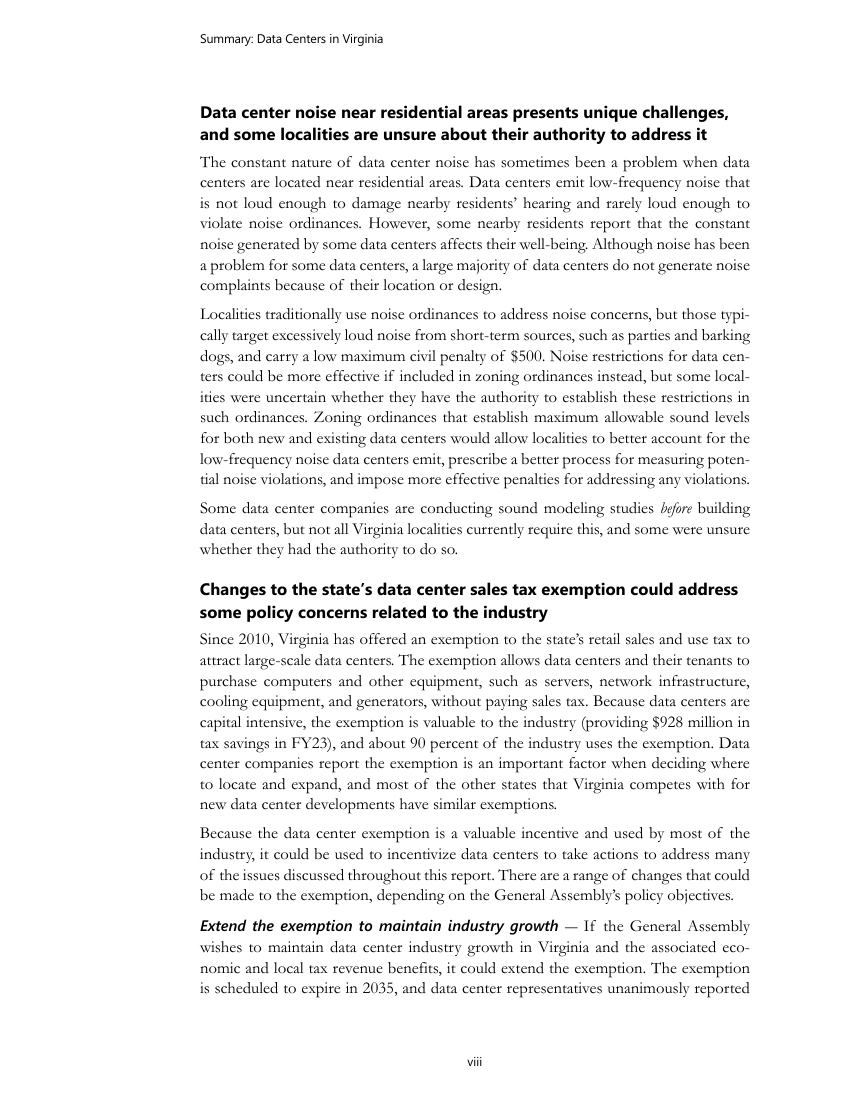 Summary: Data Centers in Virginia
Data center noise near residential areas presents unique challenges,
and some localities are unsure about their authority to address it
The constant nature of data center noise has sometimes been a problem when data
centers are located near residential areas. Data centers emit low-frequency noise that
is not loud enough to damage nearby residents’ hearing and rarely loud enough to
violate noise ordinances. However, some nearby residents report that the constant
noise generated by some data centers affects their well-being. Although noise has been
a problem for some data centers, a large majority of data centers do not generate noise
complaints because of their location or design.
Localities traditionally use noise ordinances to address noise concerns, but those typi-
cally target excessively loud noise from short-term sources, such as parties and barking
dogs, and carry a low maximum civil penalty of $500. Noise restrictions for data cen-
ters could be more effective if included in zoning ordinances instead, but some local-
ities were uncertain whether they have the authority to establish these restrictions in
such ordinances. Zoning ordinances that establish maximum allowable sound levels
for both new and existing data centers would allow localities to better account for the
low-frequency noise data centers emit, prescribe a better process for measuring poten-
tial noise violations, and impose more effective penalties for addressing any violations.
Some data center companies are conducting sound modeling studies before building
data centers, but not all Virginia localities currently require this, and some were unsure
whether they had the authority to do so.
Changes to the state’s data center sales tax exemption could address
some policy concerns related to the industry
Since 2010, Virginia has offered an exemption to the state’s retail sales and use tax to
attract large-scale data centers. The exemption allows data centers and their tenants to
purchase computers and other equipment, such as servers, network infrastructure,
cooling equipment, and generators, without paying sales tax. Because data centers are
capital intensive, the exemption is valuable to the industry (providing $928 million in
tax savings in FY23), and about 90 percent of the industry uses the exemption. Data
center companies report the exemption is an important factor when deciding where
to locate and expand, and most of the other states that Virginia competes with for
new data center developments have similar exemptions.
Because the data center exemption is a valuable incentive and used by most of the
industry, it could be used to incentivize data centers to take actions to address many
of the issues discussed throughout this report. There are a range of changes that could
be made to the exemption, depending on the General Assembly’s policy objectives.
Extend the exemption to maintain industry growth — If the General Assembly
wishes to maintain data center industry growth in Virginia and the associated eco-
nomic and local tax revenue benefits, it could extend the exemption. The exemption
is scheduled to expire in 2035, and data center representatives unanimously reported
viii